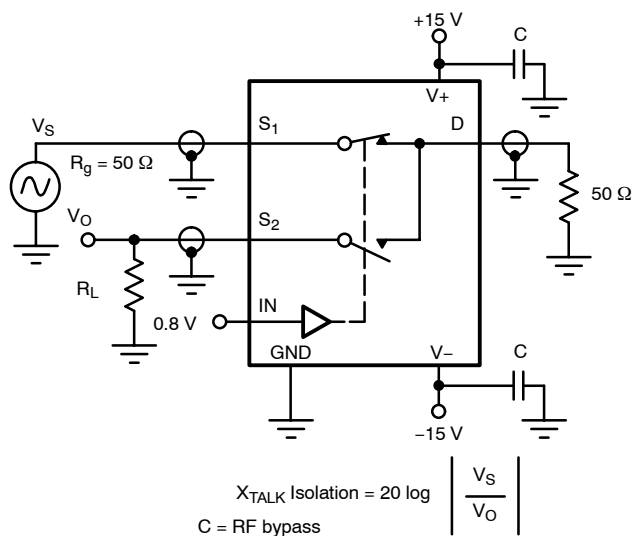 +15 V
C
V+
VS
S1
D
Rg = 50 Ω
50 Ω
VO
S2
RL
IN
0.8 V
GND
V−
C
−15 V
XTALK Isolation = 20 log | VS / VO |
C = RF bypass